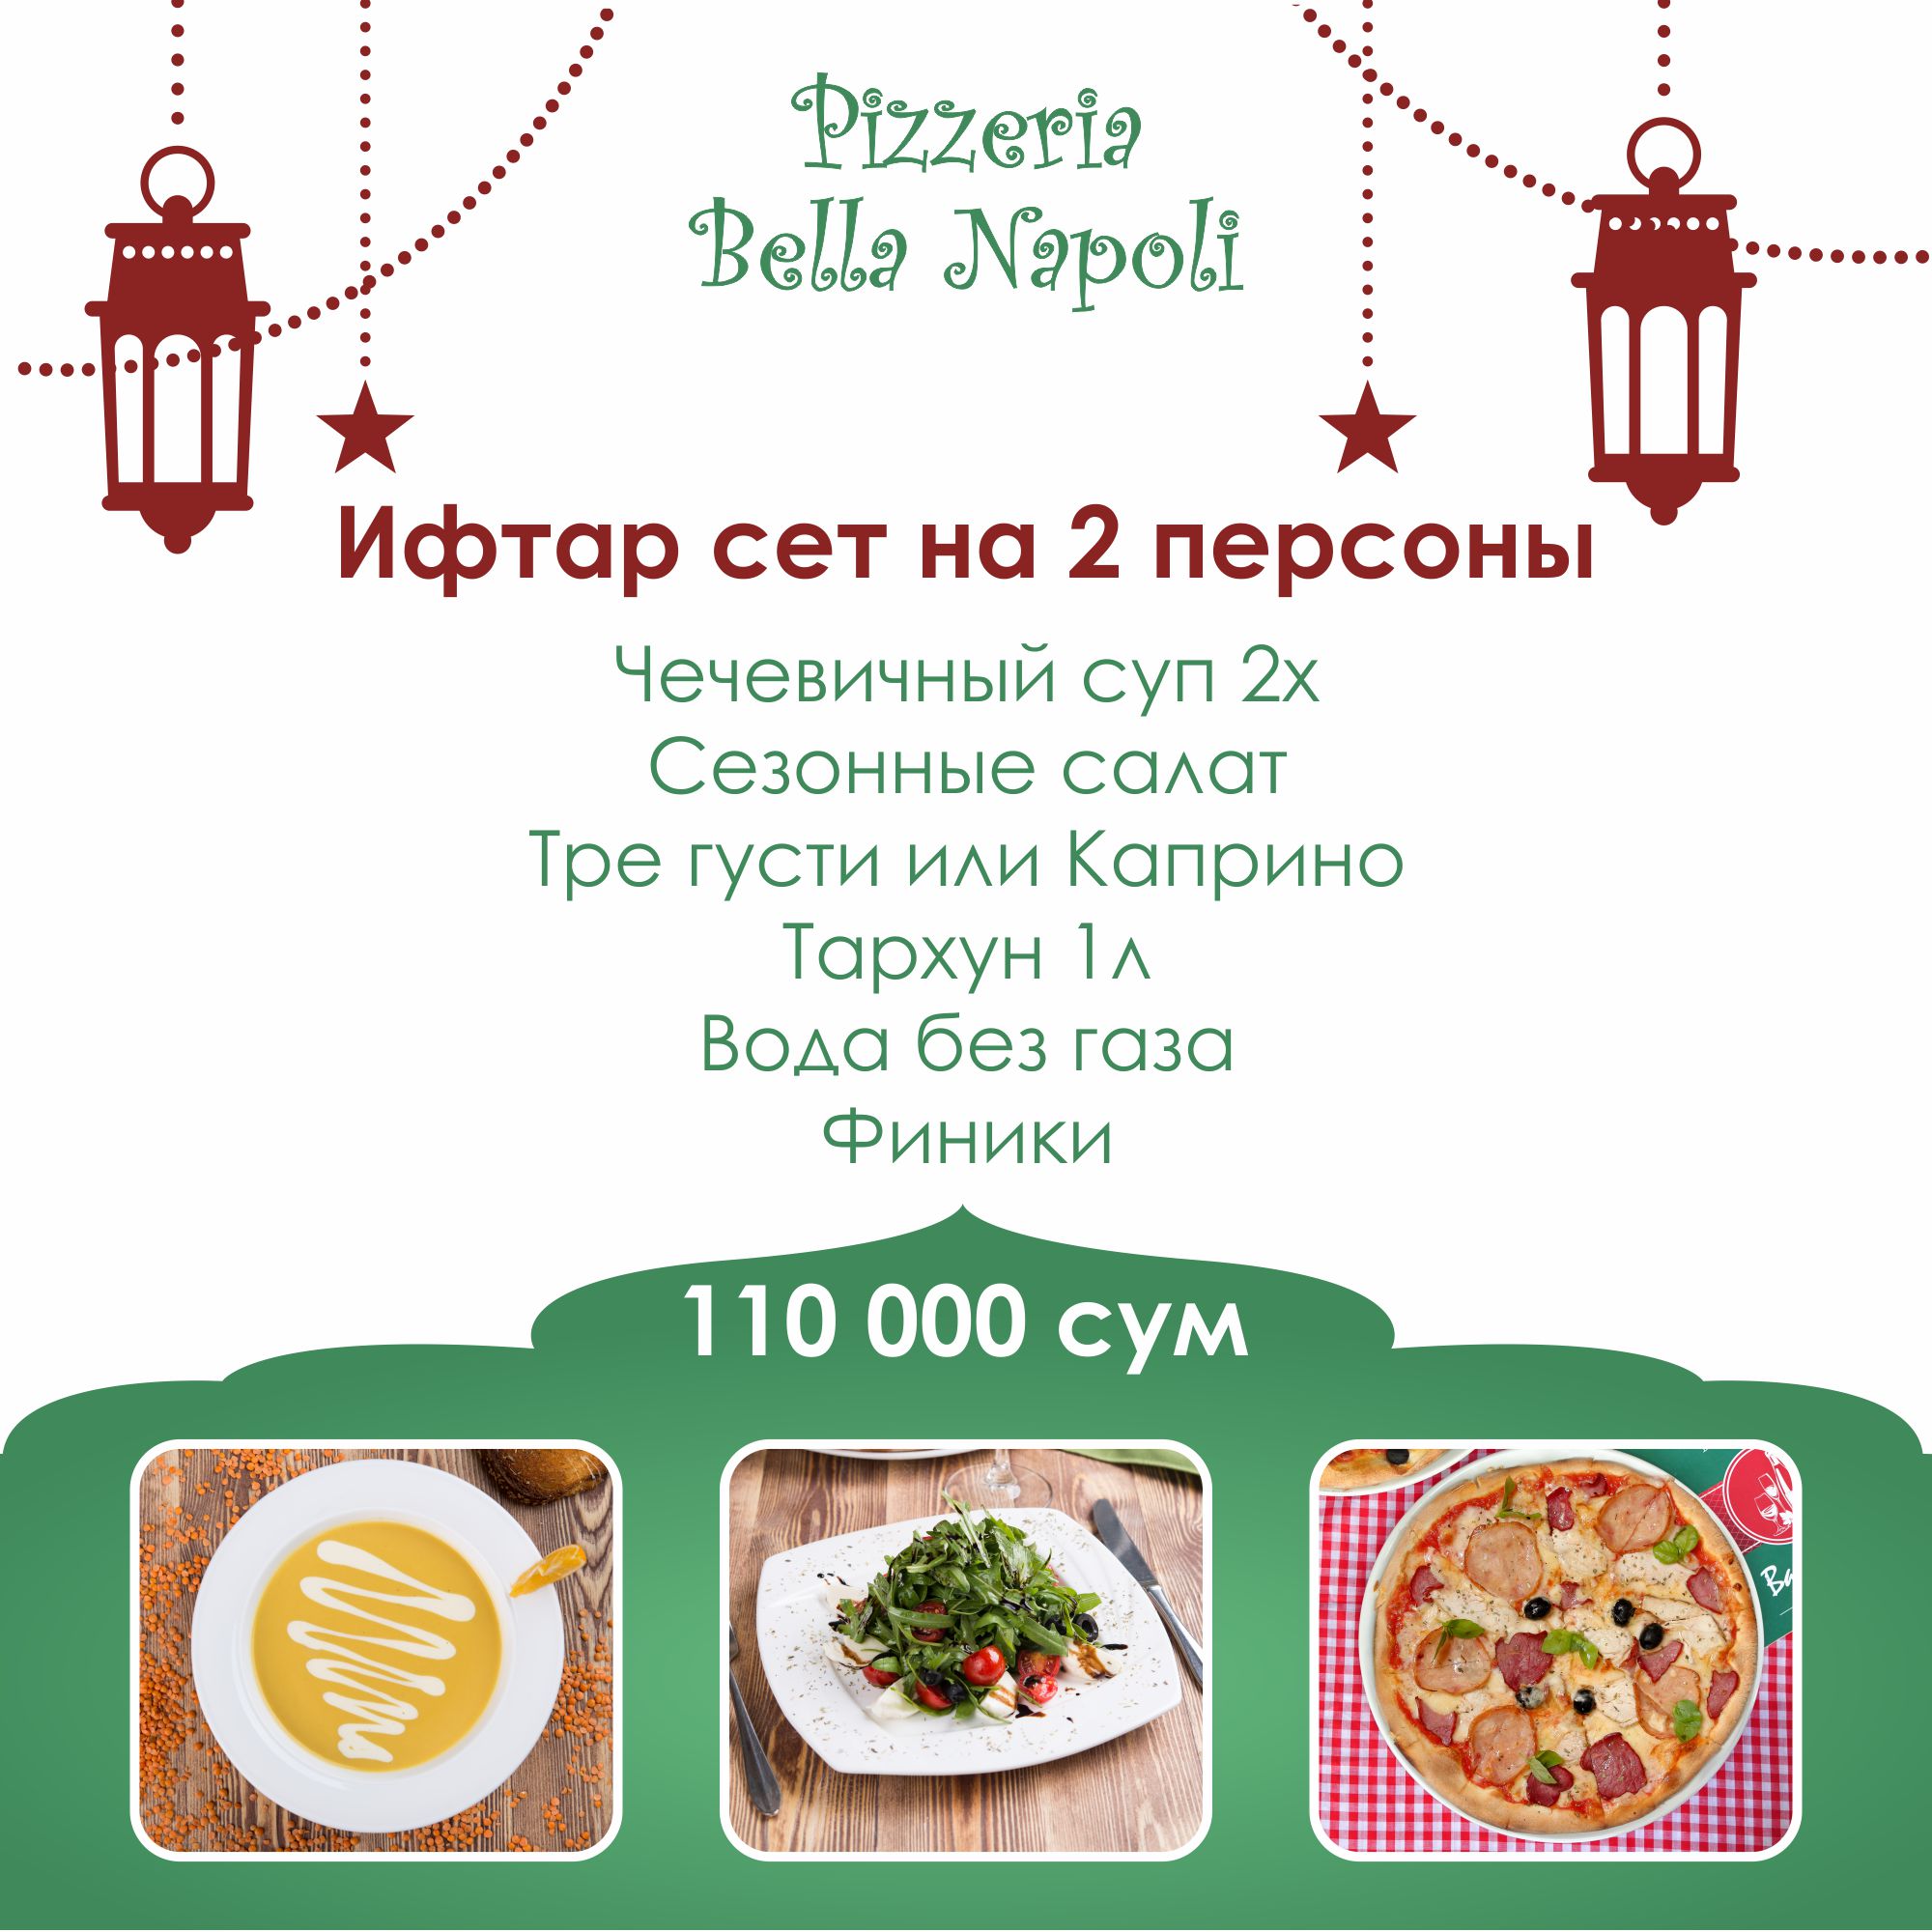 Pizzeria
Bella Napoli
Ифтар сет на 2 персоны
Чечевичный суп 2х
Сезонные салат
Тре густи или Каприно
Тархун 1л
Вода без газа
Финики
110 000 сум